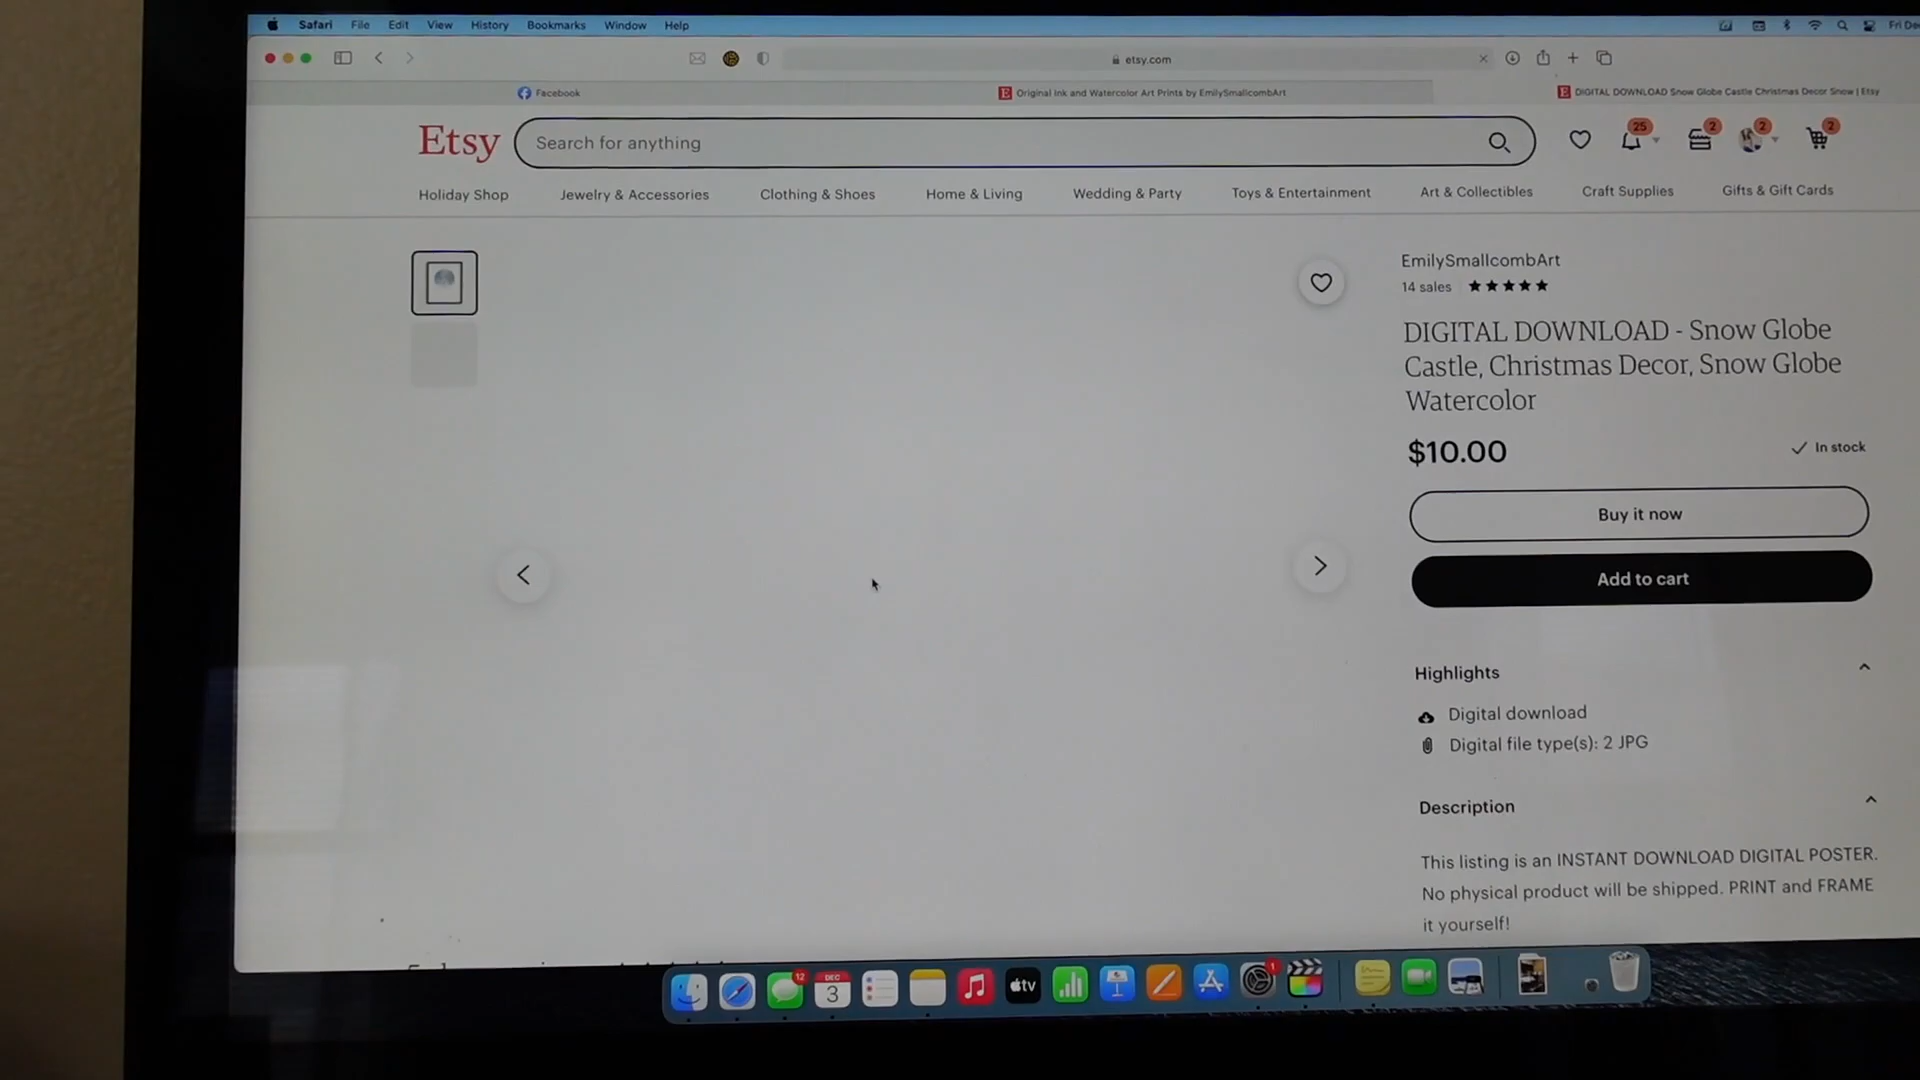 Safari File Edit View History Bookmarks Window Help
Fri De
etsy.com
Facebook
Original Ink and Watercolor Art Prints by EmilySmallcombArt
DIGITAL DOWNLOAD Snow Globe Castle Christmas Decor Snow | Etsy
Etsy
Search for anything
25
2
2
2
Holiday Shop
Jewelry & Accessories
Clothing & Shoes
Home & Living
Wedding & Party
Toys & Entertainment
Art & Collectibles
Craft Supplies
Gifts & Gift Cards
EmilySmallcombArt
14 sales
DIGITAL DOWNLOAD - Snow Globe
Castle, Christmas Decor, Snow Globe
Watercolor
$10.00
In stock
Buy it now
Add to cart
Highlights
Digital download
Digital file type(s): 2 JPG
Description
This listing is an INSTANT DOWNLOAD DIGITAL POSTER.
No physical product will be shipped. PRINT and FRAME
it yourself!
12
DEC
3
tv
1